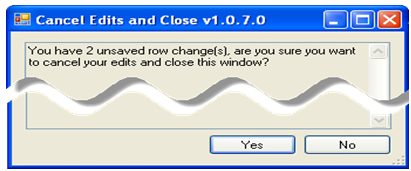 Cancel Edits and Close v1.0.7.0
You have 2 unsaved row change(s), are you sure you want
to cancel your edits and close this window?
Yes No